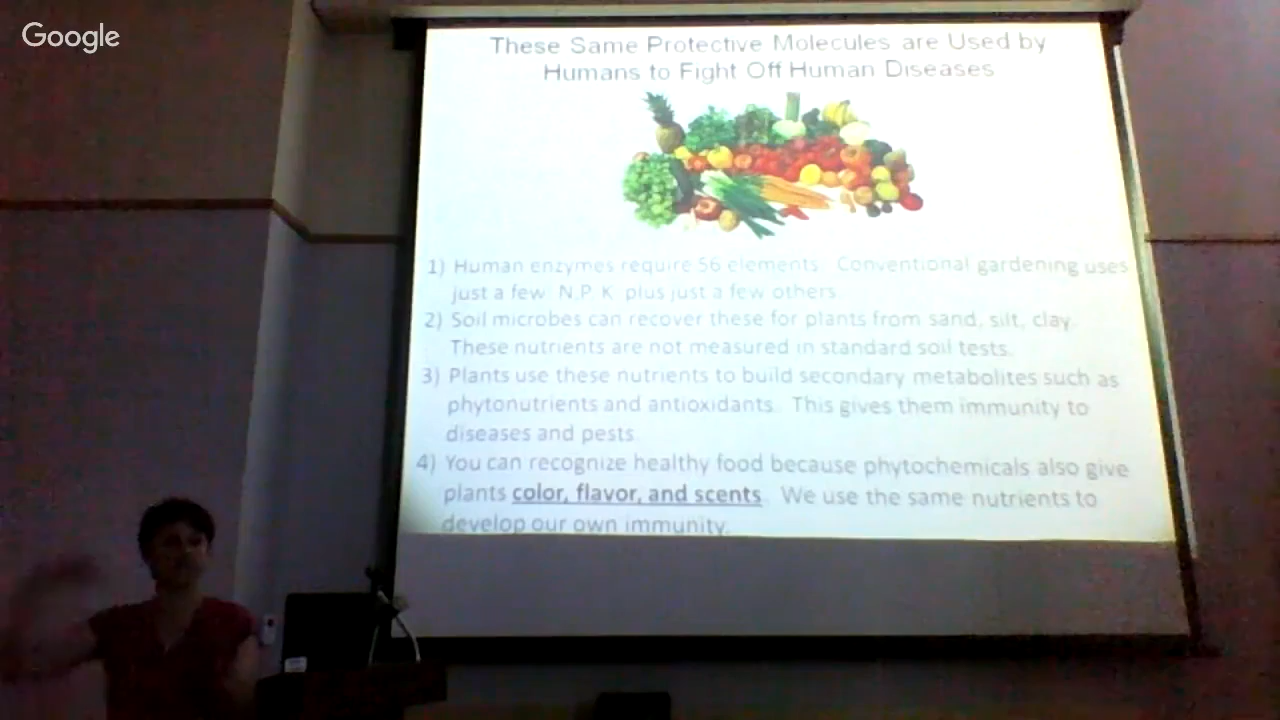 Google
These Same Protective Molecules are Used by
Humans to Fight Off Human Diseases
1) Human enzymes require 56 elements. Conventional gardening uses
just a few: N,P, K, plus just a few others.
2) Soil microbes can recover these for plants from sand, silt, clay.
These nutrients are not measured in standard soil tests.
3) Plants use these nutrients to build secondary metabolites such as
phytonutrients and antioxidants. This gives them immunity to
diseases and pests.
4) You can recognize healthy food because phytochemicals also give
plants color, flavor, and scents. We use the same nutrients to
develop our own immunity.